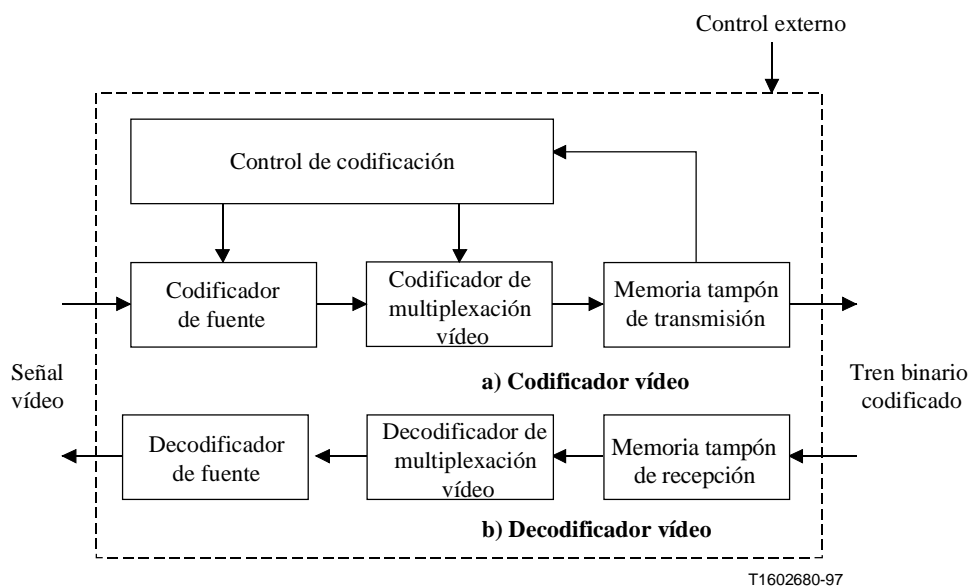 Control externo
Control de codificación
Codificador
de fuente
Codificador de
multiplexación
vídeo
Memoria tampón
de transmisión
Señal
vídeo
a) Codificador vídeo
Tren binario
codificado
Decodificador
de fuente
Decodificador de
multiplexación
vídeo
Memoria tampón
de recepción
b) Decodificador vídeo
T1602680-97